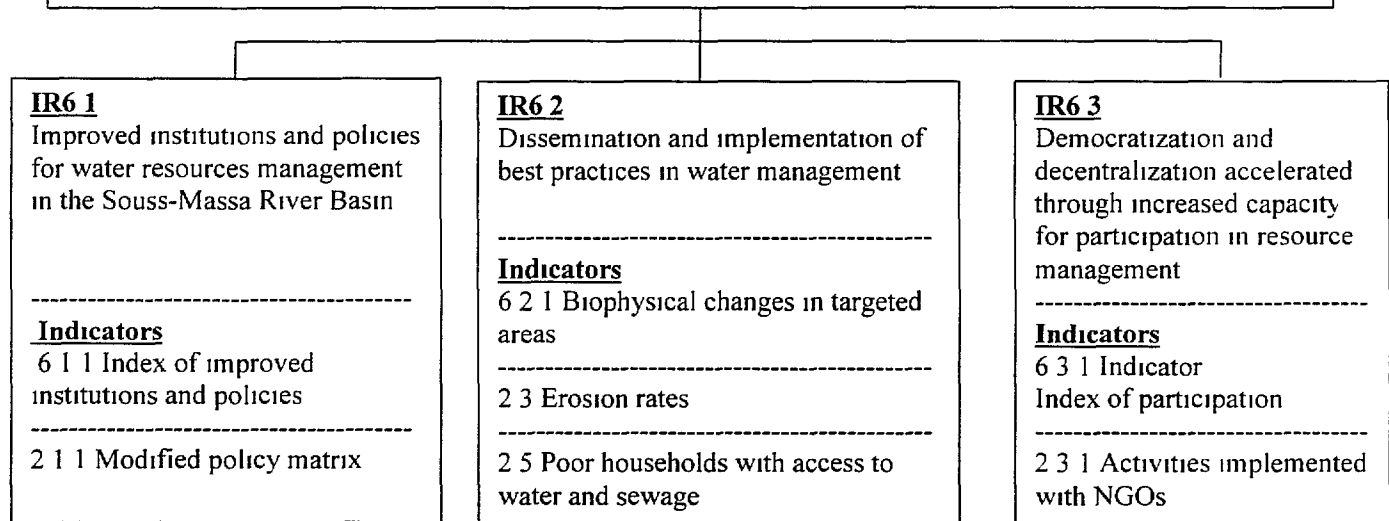 IR6 1
Improved institutions and policies
for water resources management
in the Souss-Massa River Basin
Indicators
6 1 1 Index of improved
institutions and policies
2 1 1 Modified policy matrix
IR6 2
Dissemination and implementation of
best practices in water management
Indicators
6 2 1 Biophysical changes in targeted
areas
2 3 Erosion rates
2 5 Poor households with access to
water and sewage
IR6 3
Democratization and
decentralization accelerated
through increased capacity
for participation in resource
management
Indicators
6 3 1 Indicator
Index of participation
2 3 1 Activities implemented
with NGOs